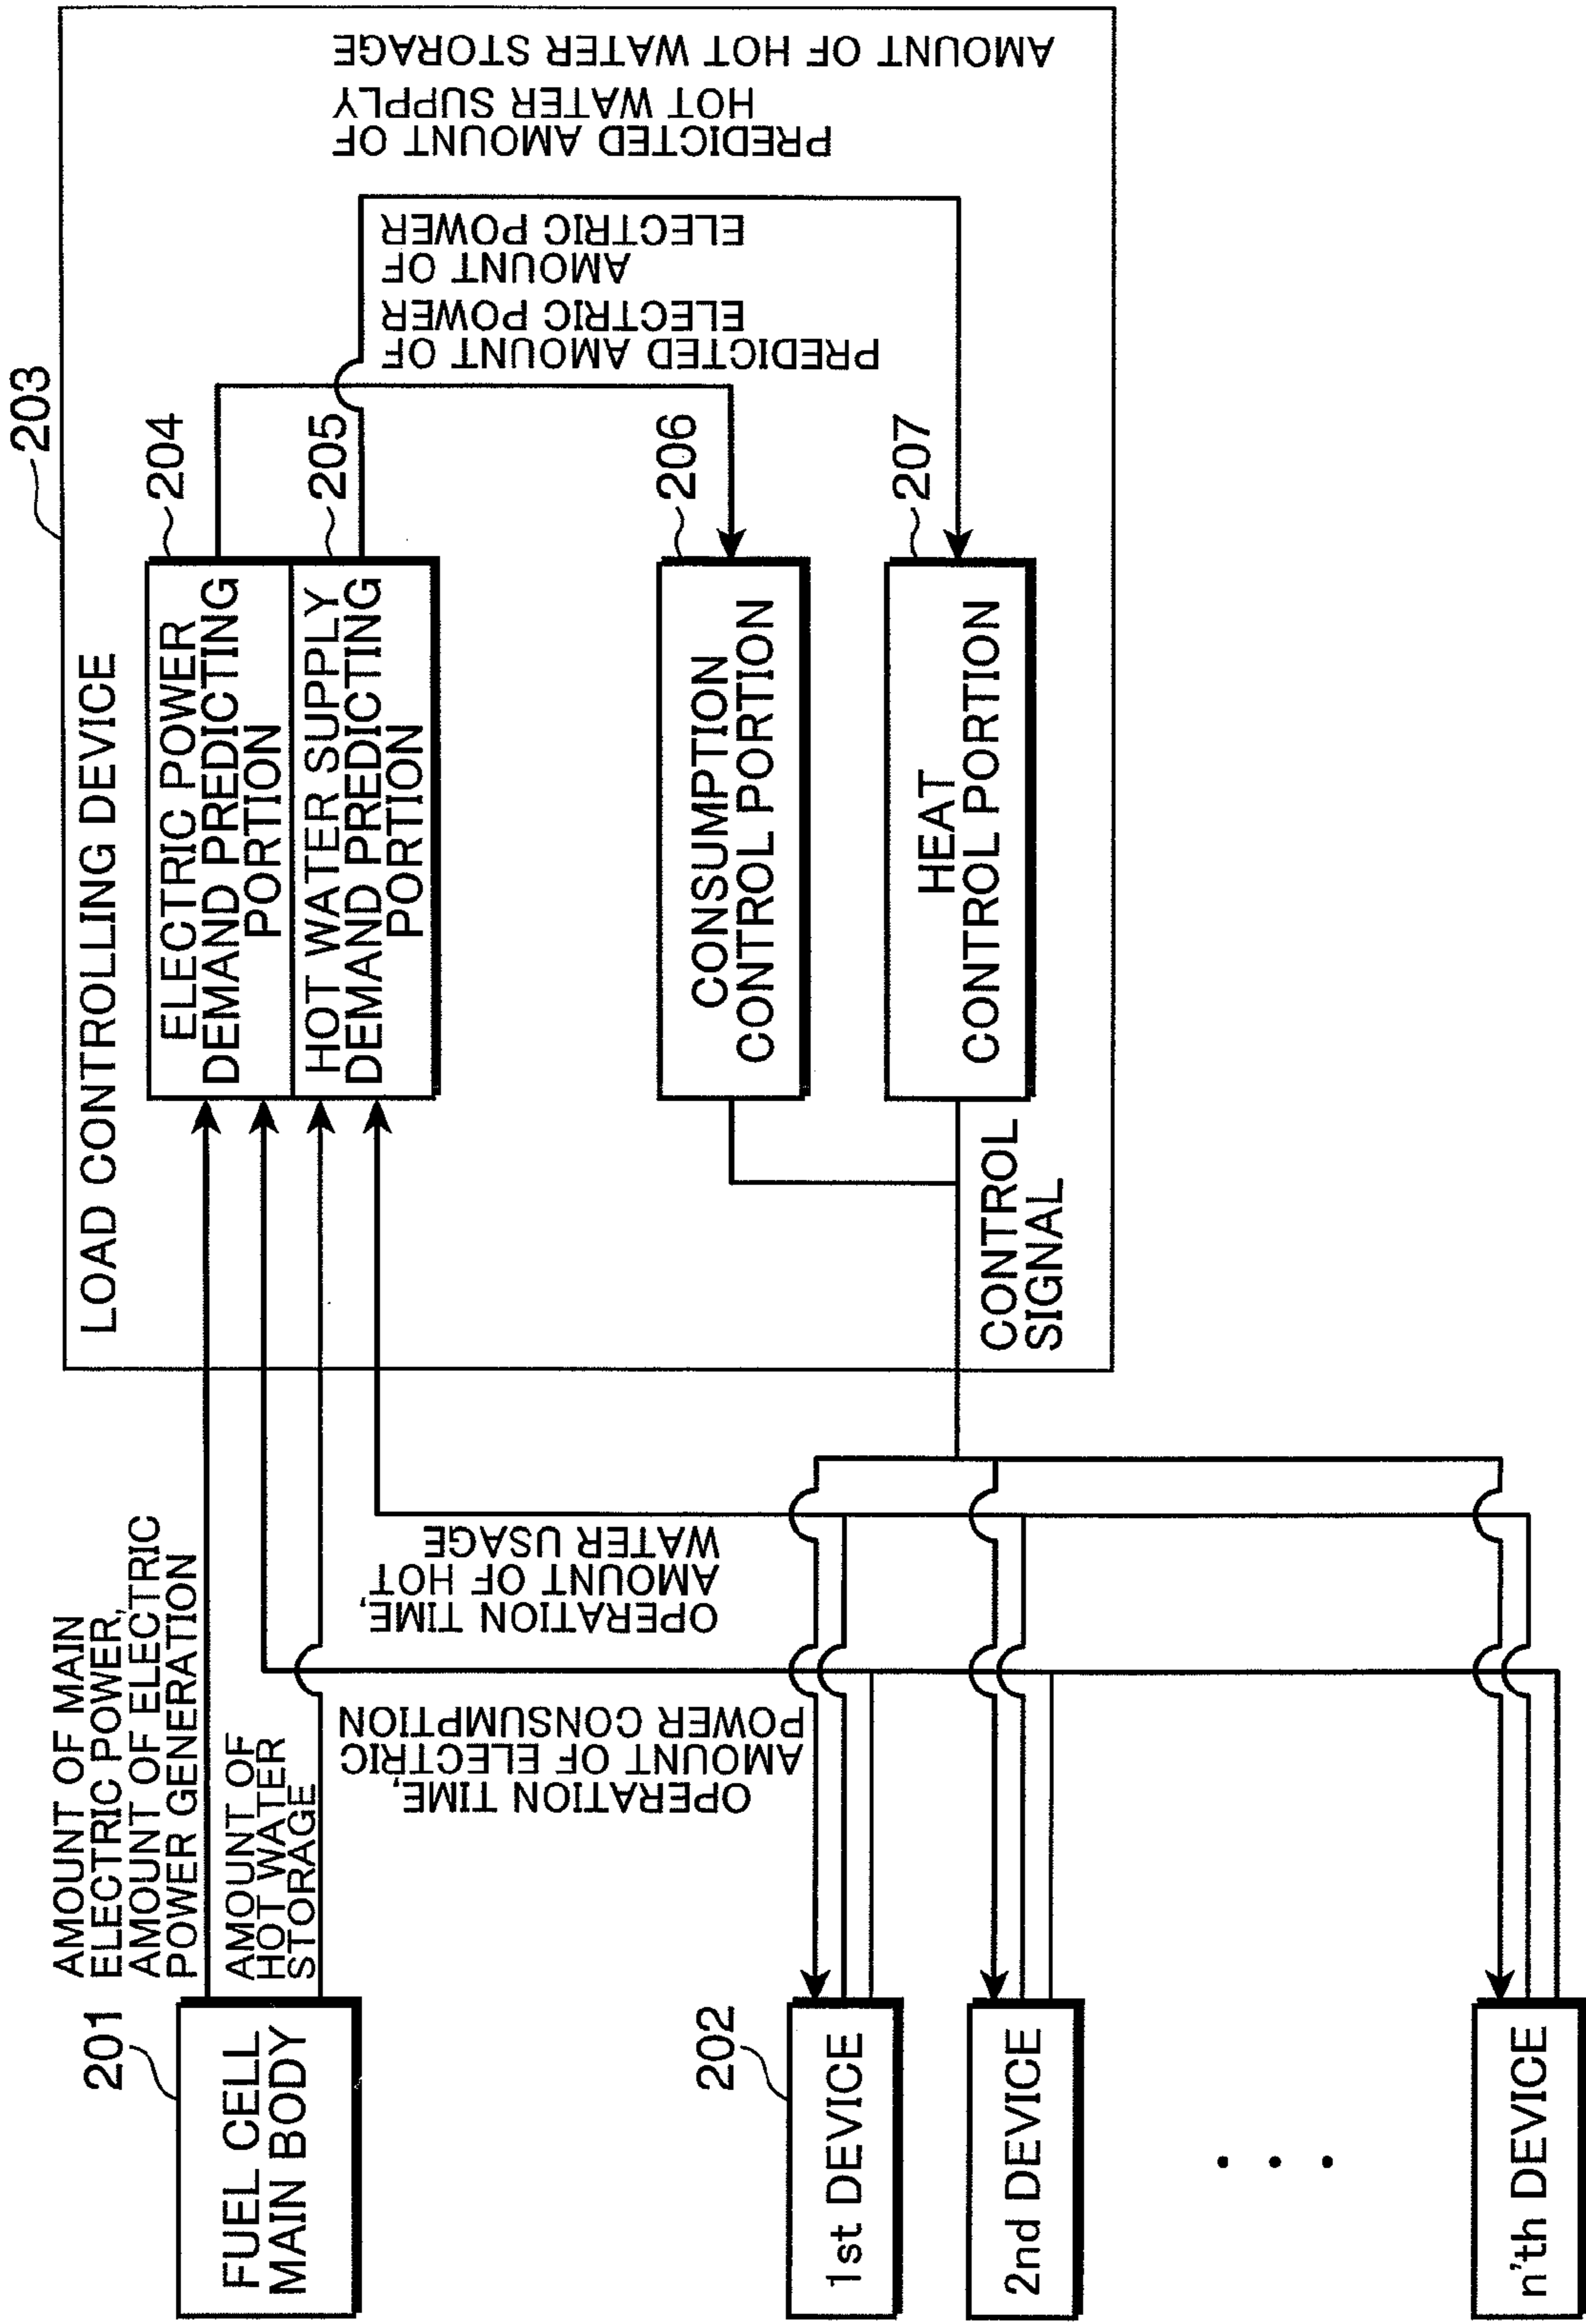 203
LOAD CONTROLLING DEVICE
204
ELECTRIC POWER
DEMAND PREDICTING
PORTION
205
HOT WATER SUPPLY
DEMAND PREDICTING
PORTION
206
CONSUMPTION
CONTROL PORTION
207
HEAT
CONTROL PORTION
PREDICTED AMOUNT OF
ELECTRIC POWER
AMOUNT OF
ELECTRIC POWER
PREDICTED AMOUNT OF
HOT WATER SUPPLY
AMOUNT OF HOT WATER STORAGE
CONTROL
SIGNAL
AMOUNT OF MAIN
ELECTRIC POWER,
AMOUNT OF ELECTRIC
POWER GENERATION
AMOUNT OF
HOT WATER
STORAGE
OPERATION TIME,
AMOUNT OF HOT
WATER USAGE
OPERATION TIME,
AMOUNT OF ELECTRIC
POWER CONSUMPTION
201
FUEL CELL
MAIN BODY
202
1st DEVICE
2nd DEVICE
n'th DEVICE